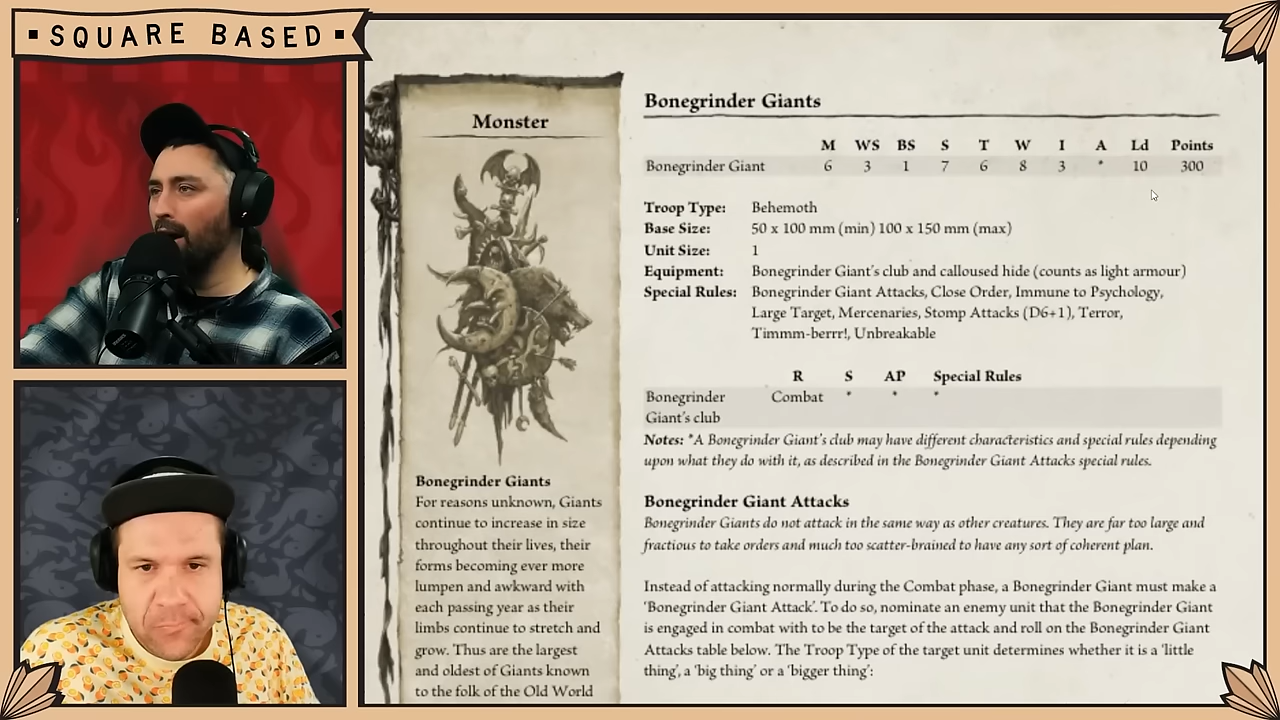 SQUARE BASED
Monster
Bonegrinder Giants
For reasons unknown, Giants
continue to increase in size
throughout their lives, their
forms becoming ever more
lumpen and awkward with
each passing year as their
limbs continue to stretch and
grow. Thus are the largest
and oldest of Giants known
to the folk of the Old World
Bonegrinder Giants
M WS BS S T W I A Ld Points
Bonegrinder Giant 6 3 1 7 6 8 3 * 10 300
Troop Type: Behemoth
Base Size: 50 x 100 mm (min) 100 x 150 mm (max)
Unit Size: 1
Equipment: Bonegrinder Giant's club and calloused hide (counts as light armour)
Special Rules: Bonegrinder Giant Attacks, Close Order, Immune to Psychology,
Large Target, Mercenaries, Stomp Attacks (D6+1), Terror,
Timmm-berrr!, Unbreakable
R S AP Special Rules
Bonegrinder Combat * * *
Giant's club
Notes: *A Bonegrinder Giant's club may have different characteristics and special rules depending
upon what they do with it, as described in the Bonegrinder Giant Attacks special rules.
Bonegrinder Giant Attacks
Bonegrinder Giants do not attack in the same way as other creatures. They are far too large and
fractious to take orders and much too scatter-brained to have any sort of coherent plan.
Instead of attacking normally during the Combat phase, a Bonegrinder Giant must make a
'Bonegrinder Giant Attack'. To do so, nominate an enemy unit that the Bonegrinder Giant
is engaged in combat with to be the target of the attack and roll on the Bonegrinder Giant
Attacks table below. The Troop Type of the target unit determines whether it is a 'little
thing', a 'big thing' or a 'bigger thing':